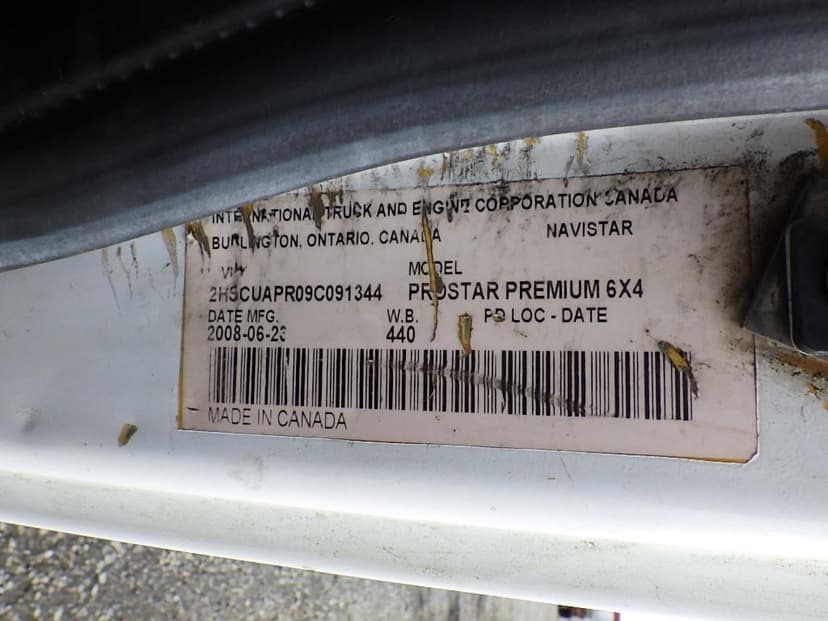 INTERNATIONAL TRUCK AND ENGINE CORPORATION CANADA
BURLINGTON, ONTARIO, CANADA NAVISTAR
VIN MODEL
2HSCUAPR09C091344 PROSTAR PREMIUM 6X4
DATE MFG. W.B. PD LOC - DATE
2008-06-23 440
MADE IN CANADA